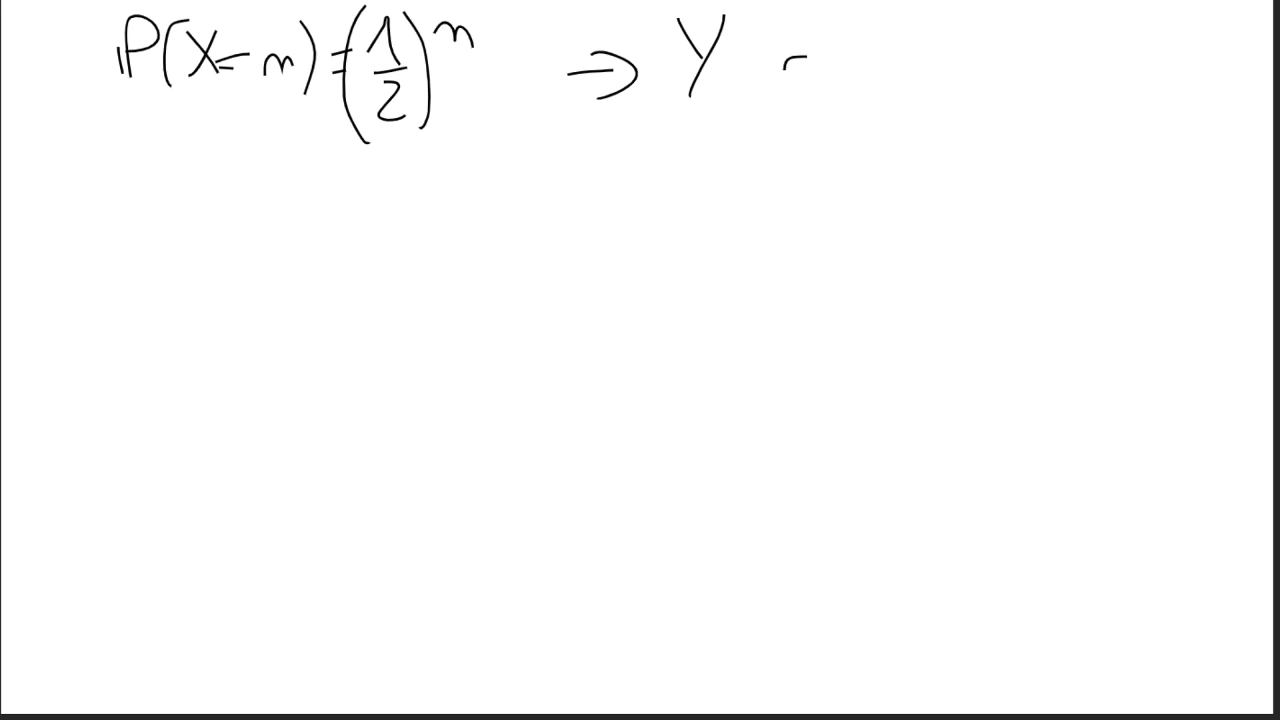 P(X=n)=(1/2)^n ⇒ Y